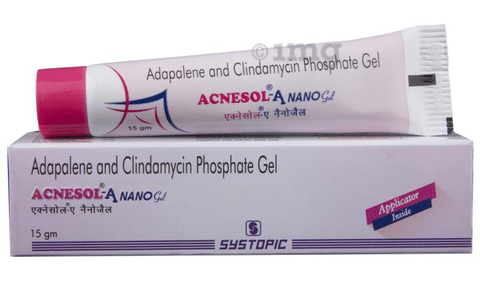 ©1mg
Adapalene and Clindamycin Phosphate Gel
ACNESOL®-A NANO Gel
एक्नेसोल®-ए नैनोजैल
15 gm
Adapalene and Clindamycin Phosphate Gel
ACNESOL®-A NANO Gel
एक्नेसोल®-ए नैनोजैल
15 gm
Applicator
Inside
S
SYSTOPIC